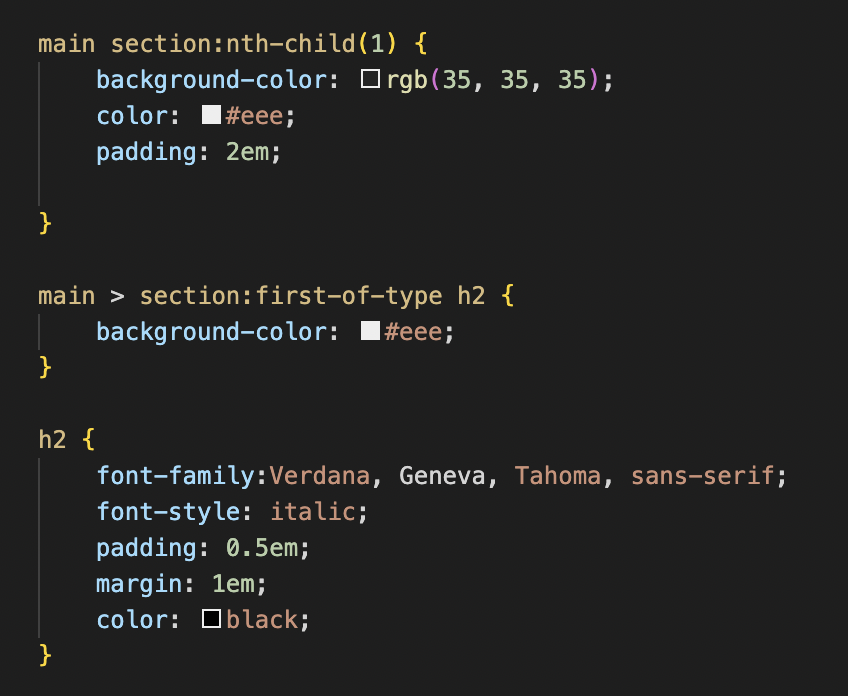 main section:nth-child(1) {
    background-color: rgb(35, 35, 35);
    color: #eee;
    padding: 2em;
}
main > section:first-of-type h2 {
    background-color: #eee;
}
h2 {
    font-family:Verdana, Geneva, Tahoma, sans-serif;
    font-style: italic;
    padding: 0.5em;
    margin: 1em;
    color: black;
}